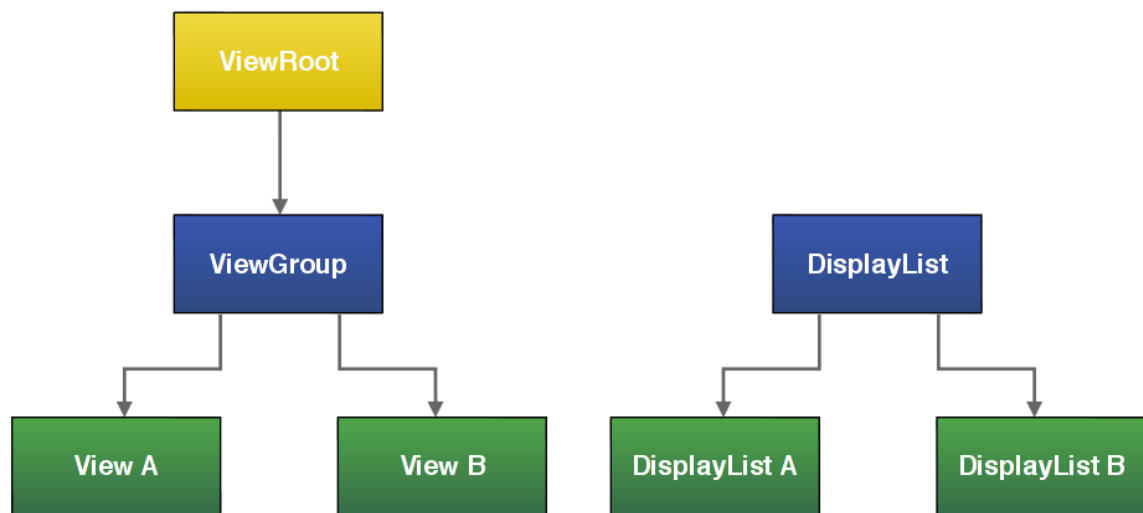 ViewRoot
ViewGroup
DisplayList
View A
View B
DisplayList A
DisplayList B